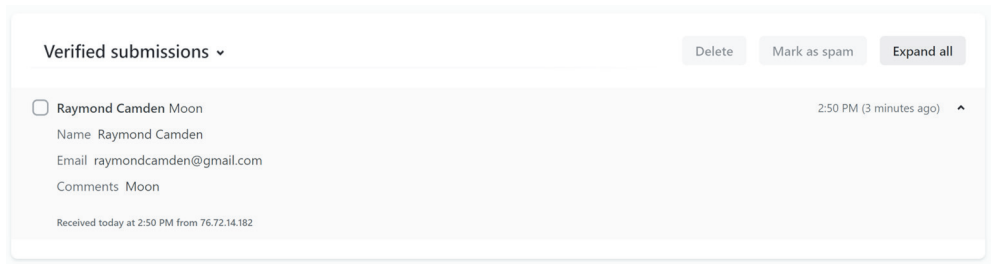 Verified submissions
Delete Mark as spam Expand all
Raymond Camden Moon 2:50 PM (3 minutes ago)
Name Raymond Camden
Email raymondcamden@gmail.com
Comments Moon
Received today at 2:50 PM from 76.72.14.182